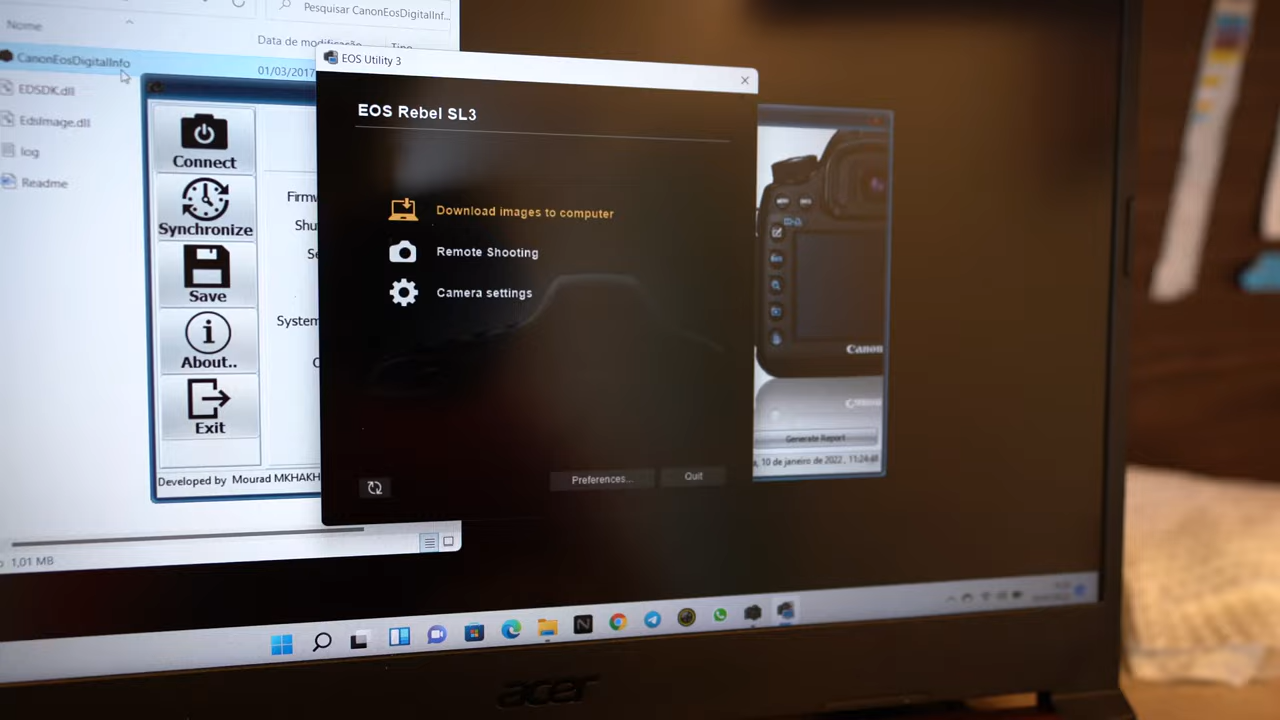 Pesquisar CanonEosDigitalInf...
Nome
Data de modificação
Tipo
CanonEosDigitalInfo
01/03/2017
EDSDK.dll
EdsImage.dll
log
Readme
1,01 MB
Connect
Synchronize
Save
About..
Exit
Firmw
Shu
Se
System
Developed by Mourad MKHAKH
EOS Utility 3
EOS Rebel SL3
Download images to computer
Remote Shooting
Camera settings
Preferences...
Quit
Canon
Generate Report
a, 10 de janeiro de 2022 , 11:24:48
acer